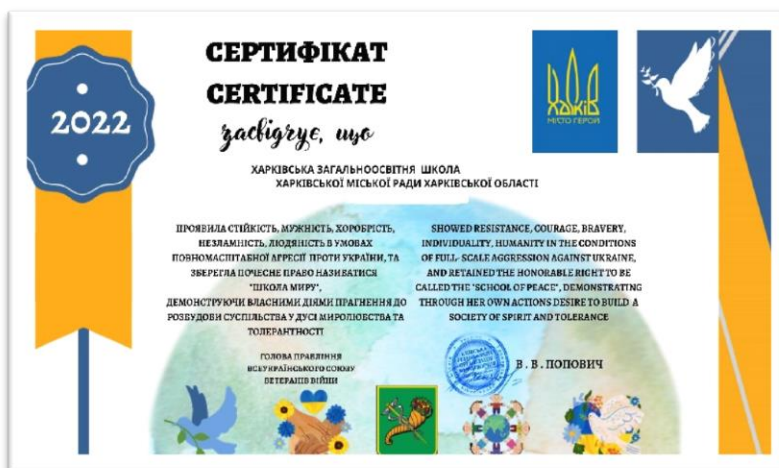 2022
СЕРТИФІКАТ
CERTIFICATE
засвідчує, що
ХАРКІВ
МІСТО ГЕРОЙ
ХАРКІВСЬКА ЗАГАЛЬНООСВІТНЯ ШКОЛА
ХАРКІВСЬКОЇ МІСЬКОЇ РАДИ ХАРКІВСЬКОЇ ОБЛАСТІ
ПРОЯВИЛА СТІЙКІСТЬ, МУЖНІСТЬ, ХОРОБРІСТЬ,
НЕЗЛАМНІСТЬ, ЛЮДЯНІСТЬ В УМОВАХ
ПОВНОМАСШТАБНОЇ АГРЕСІЇ ПРОТИ УКРАЇНИ, ТА
ЗБЕРЕГЛА ПОЧЕСНЕ ПРАВО НАЗИВАТИСЯ
"ШКОЛА МИРУ",
ДЕМОНСТРУЮЧИ ВЛАСНИМИ ДІЯМИ ПРАГНЕННЯ ДО
РОЗБУДОВИ СУСПІЛЬСТВА У ДУСІ МИРОЛЮБСТВА ТА
ТОЛЕРАНТНОСТІ
SHOWED RESISTANCE, COURAGE, BRAVERY,
INDIVIDUALITY, HUMANITY IN THE CONDITIONS
OF FULL- SCALE AGGRESSION AGAINST UKRAINE,
AND RETAINED THE HONORABLE RIGHT TO BE
CALLED THE "SCHOOL OF PEACE", DEMONSTRATING
THROUGH HER OWN ACTIONS DESIRE TO BUILD A
SOCIETY OF SPIRIT AND TOLERANCE
ГОЛОВА ПРАВЛІННЯ
ВСЕУКРАЇНСЬКОГО СОЮЗУ
ВЕТЕРАНІВ ВІЙНИ
В. В. ПОПОВИЧ